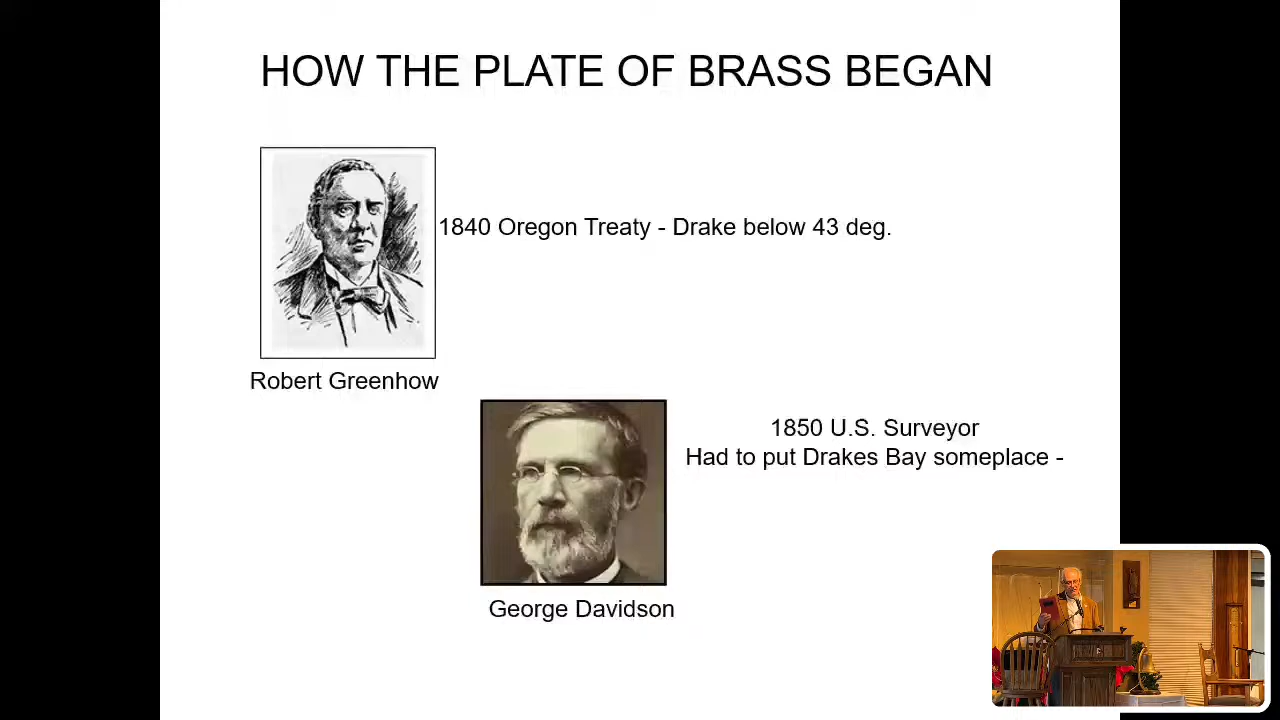 HOW THE PLATE OF BRASS BEGAN
1840 Oregon Treaty - Drake below 43 deg.
Robert Greenhow
1850 U.S. Surveyor
Had to put Drakes Bay someplace -
George Davidson